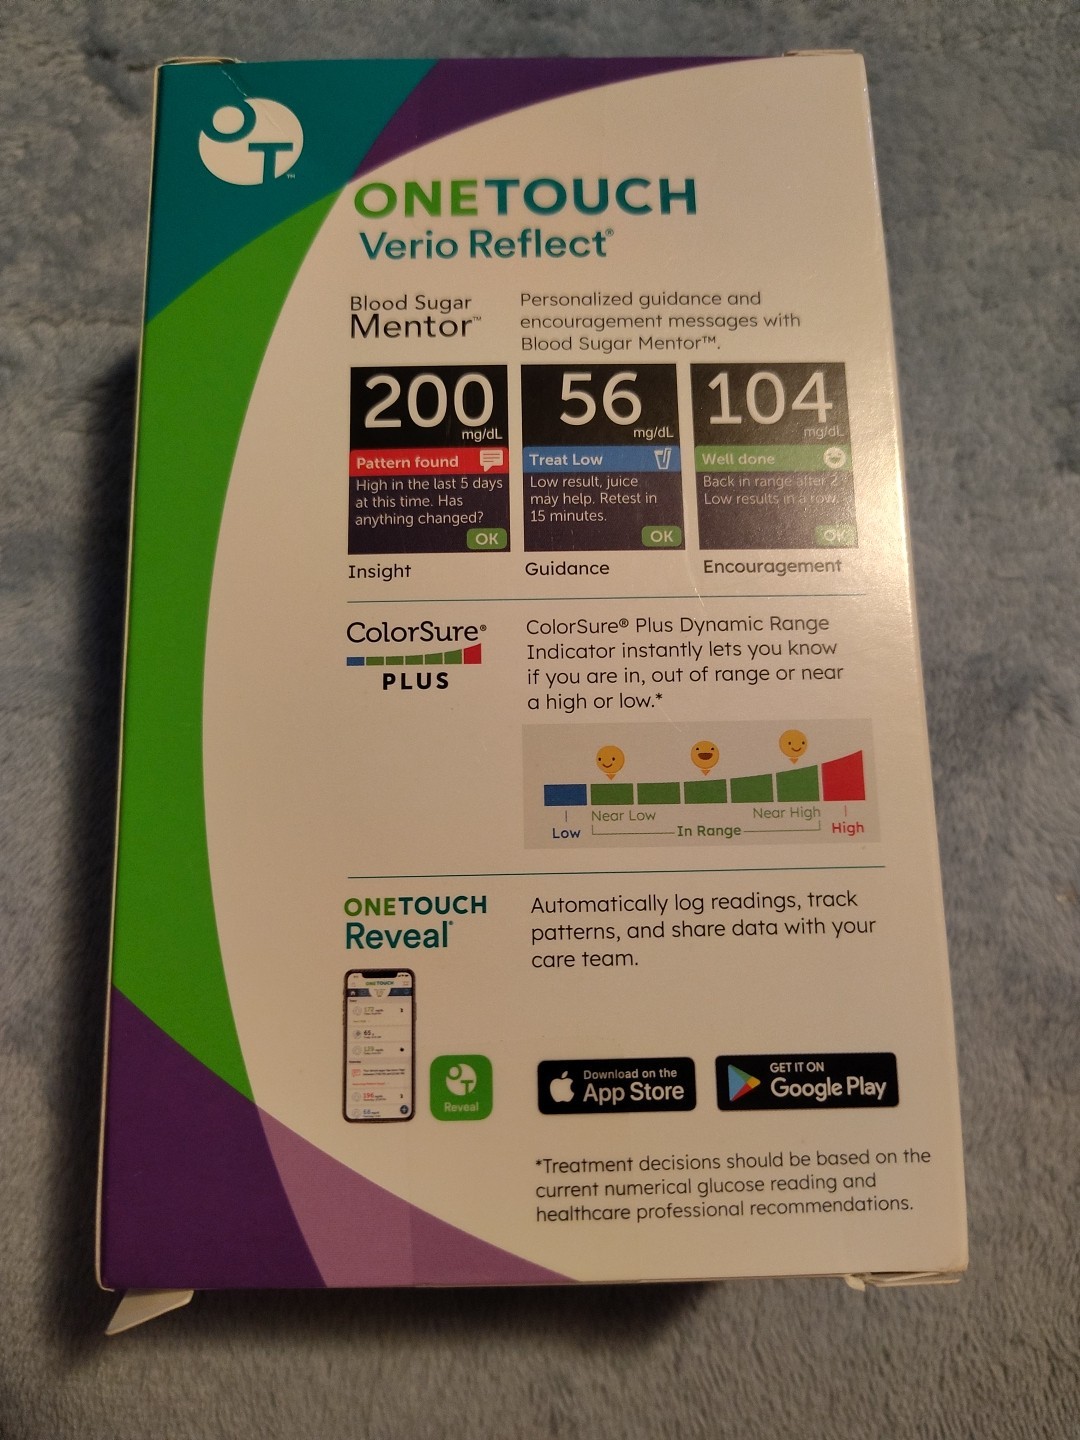 OT™
ONETOUCH
Verio Reflect®
Blood Sugar
Mentor™
Personalized guidance and
encouragement messages with
Blood Sugar Mentor™.
200
mg/dL
Pattern found
High in the last 5 days
at this time. Has
anything changed?
OK
Insight
56
mg/dL
Treat Low
Low result, juice
may help. Retest in
15 minutes.
OK
Guidance
104
mg/dL
Well done
Back in range after 2
Low results in a row.
OK
Encouragement
ColorSure®
PLUS
ColorSure® Plus Dynamic Range
Indicator instantly lets you know
if you are in, out of range or near
a high or low.*
Near Low
Near High
Low
In Range
High
ONETOUCH
Reveal®
Automatically log readings, track
patterns, and share data with your
care team.
ONETOUCH
OT
Reveal
Download on the
App Store
GET IT ON
Google Play
*Treatment decisions should be based on the
current numerical glucose reading and
healthcare professional recommendations.